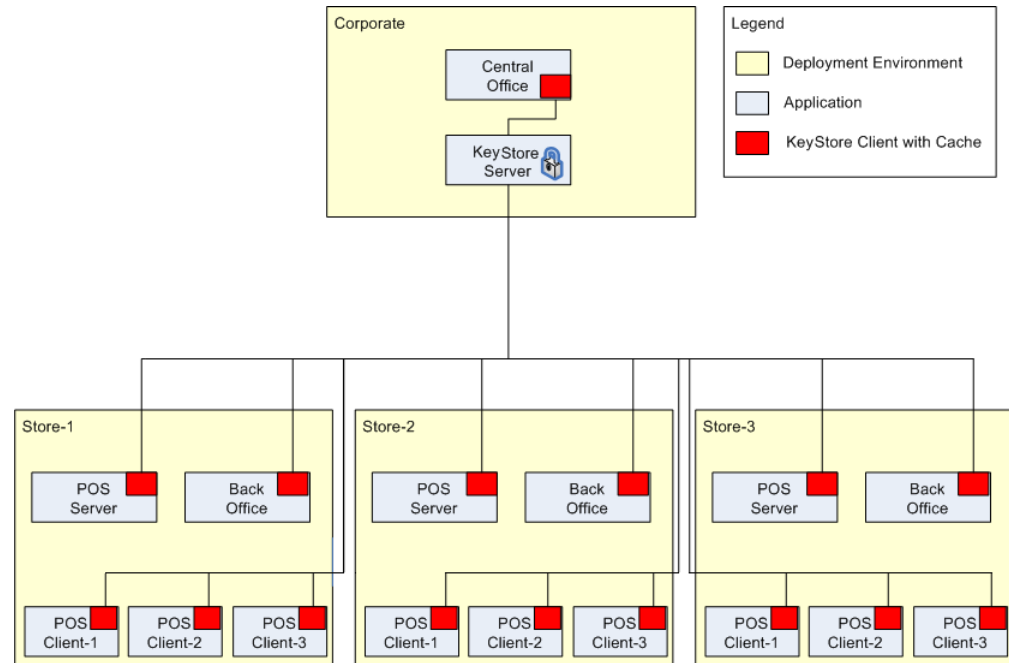 Corporate
Central
Office
KeyStore
Server
Legend
Deployment Environment
Application
KeyStore Client with Cache
Store-1
POS
Server
Back
Office
POS
Client-1
POS
Client-2
POS
Client-3
Store-2
POS
Server
Back
Office
POS
Client-1
POS
Client-2
POS
Client-3
Store-3
POS
Server
Back
Office
POS
Client-1
POS
Client-2
POS
Client-3